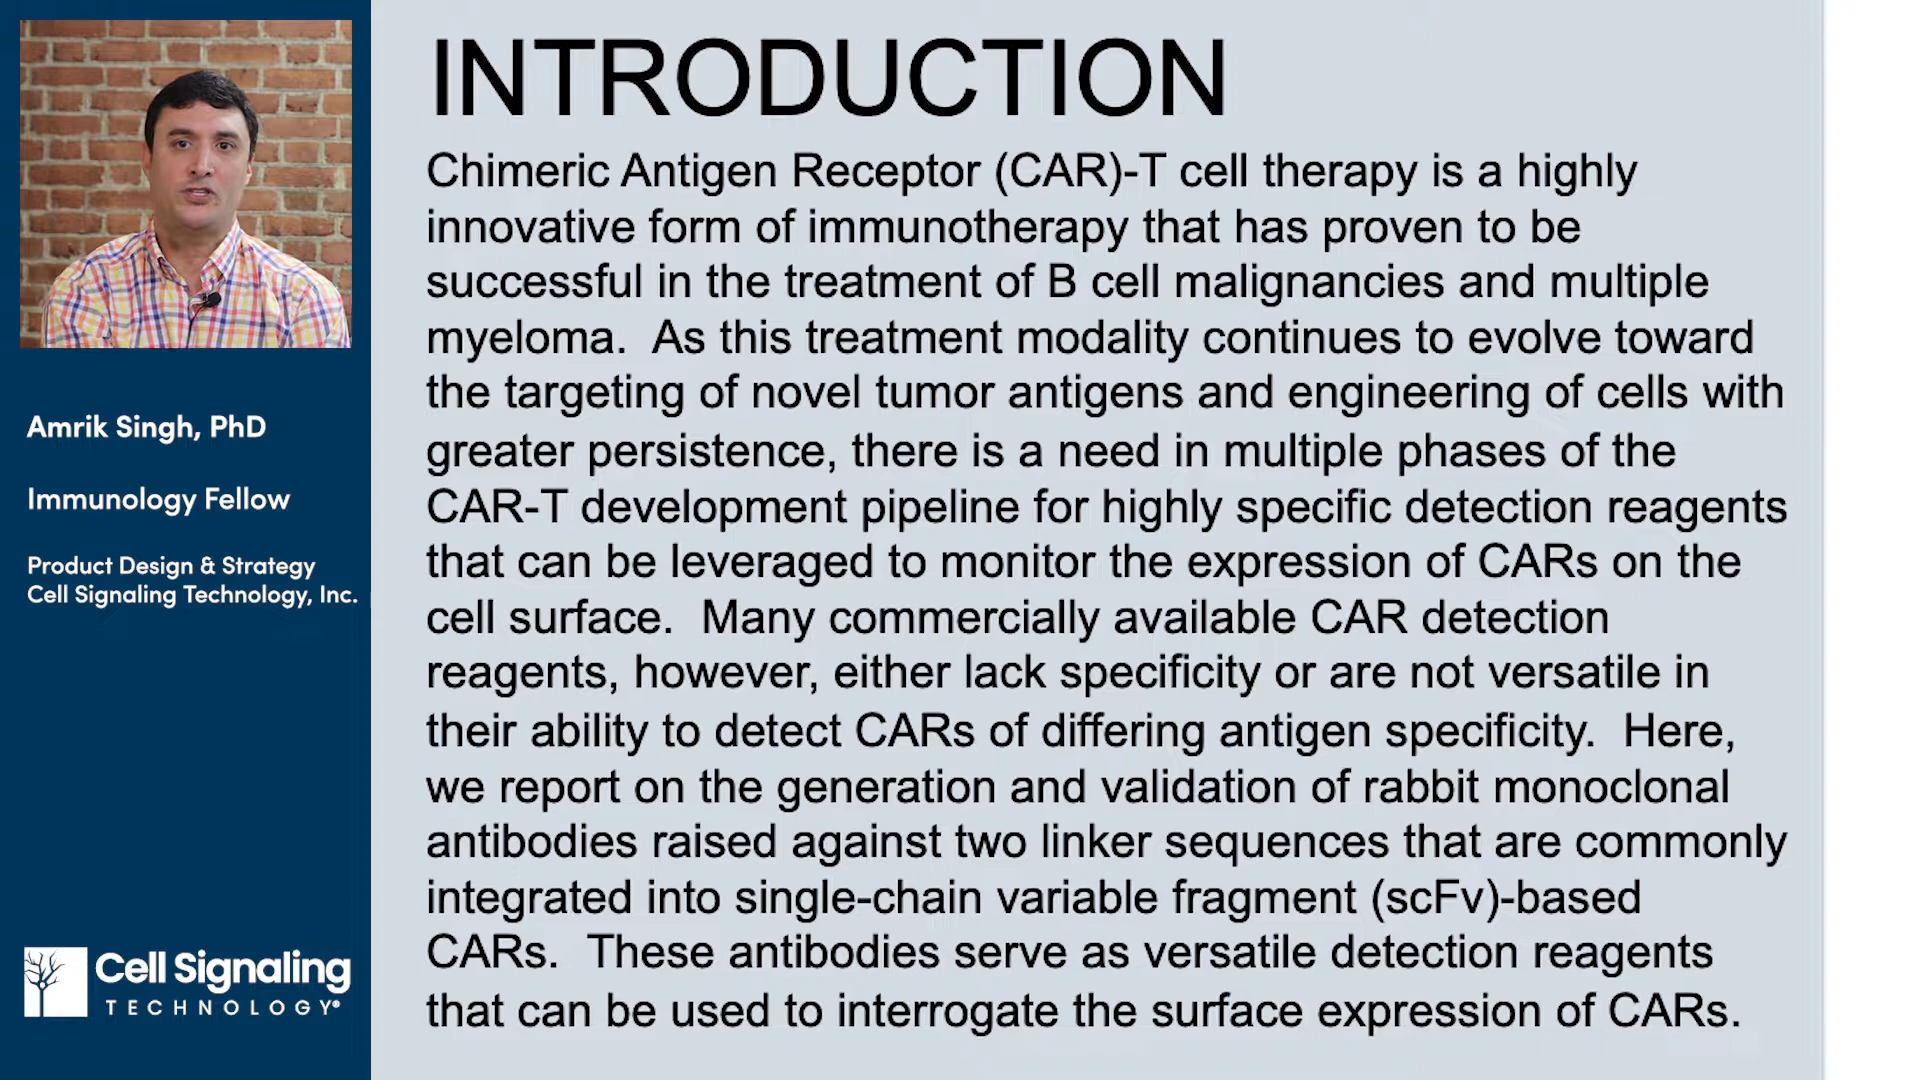 INTRODUCTION
Chimeric Antigen Receptor (CAR)-T cell therapy is a highly
innovative form of immunotherapy that has proven to be
successful in the treatment of B cell malignancies and multiple
myeloma.  As this treatment modality continues to evolve toward
the targeting of novel tumor antigens and engineering of cells with
greater persistence, there is a need in multiple phases of the
CAR-T development pipeline for highly specific detection reagents
that can be leveraged to monitor the expression of CARs on the
cell surface.  Many commercially available CAR detection
reagents, however, either lack specificity or are not versatile in
their ability to detect CARs of differing antigen specificity.  Here,
we report on the generation and validation of rabbit monoclonal
antibodies raised against two linker sequences that are commonly
integrated into single-chain variable fragment (scFv)-based
CARs.  These antibodies serve as versatile detection reagents
that can be used to interrogate the surface expression of CARs.
Amrik Singh, PhD
Immunology Fellow
Product Design & Strategy
Cell Signaling Technology, Inc.
Cell Signaling
TECHNOLOGY®